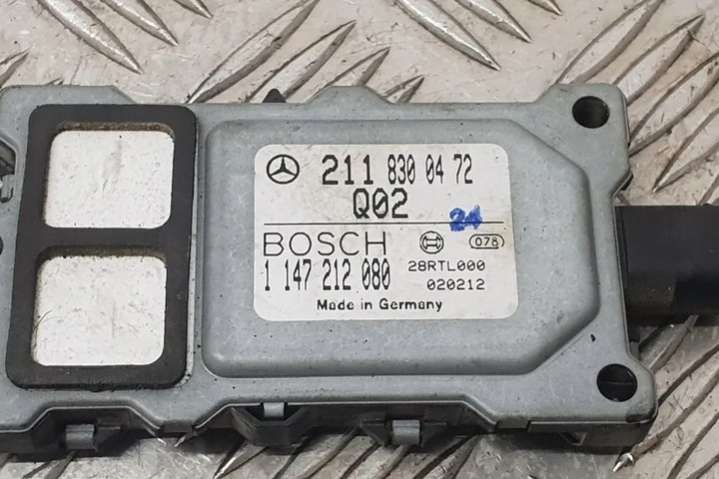 211 830 04 72
Q02
24
BOSCH 078
1 147 212 080 28RTL000
020212
Made in Germany